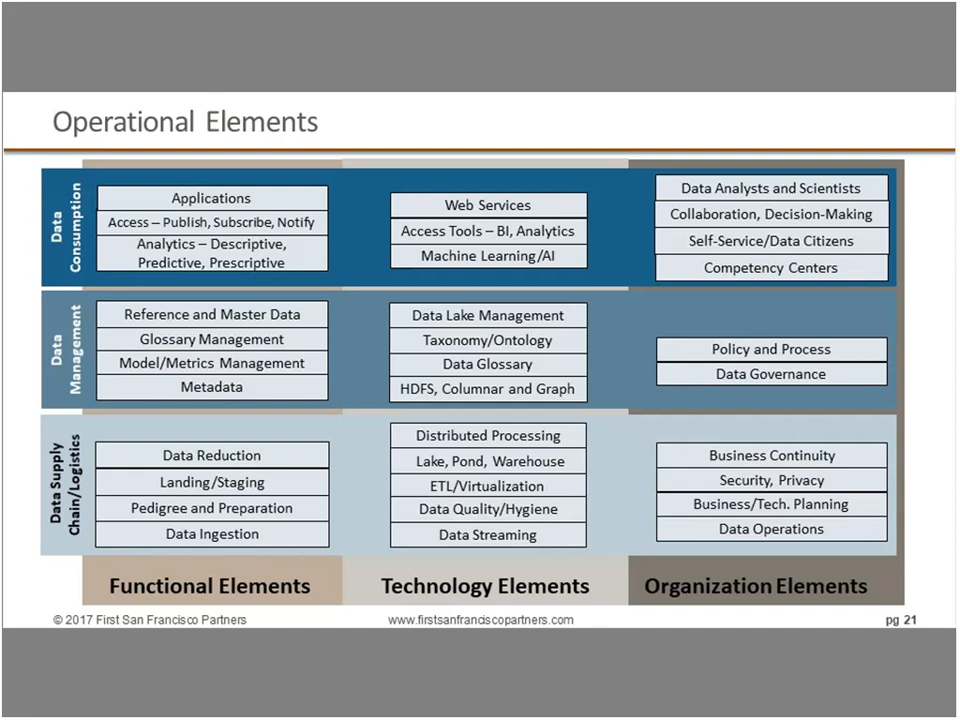 Operational Elements
Data
Consumption
Applications
Access – Publish, Subscribe, Notify
Analytics – Descriptive,
Predictive, Prescriptive
Web Services
Access Tools – BI, Analytics
Machine Learning/AI
Data Analysts and Scientists
Collaboration, Decision-Making
Self-Service/Data Citizens
Competency Centers
Data
Management
Reference and Master Data
Glossary Management
Model/Metrics Management
Metadata
Data Lake Management
Taxonomy/Ontology
Data Glossary
HDFS, Columnar and Graph
Policy and Process
Data Governance
Data Supply
Chain/Logistics
Data Reduction
Landing/Staging
Pedigree and Preparation
Data Ingestion
Distributed Processing
Lake, Pond, Warehouse
ETL/Virtualization
Data Quality/Hygiene
Data Streaming
Business Continuity
Security, Privacy
Business/Tech. Planning
Data Operations
Functional Elements
Technology Elements
Organization Elements
© 2017 First San Francisco Partners
www.firstsanfranciscopartners.com
pg 21